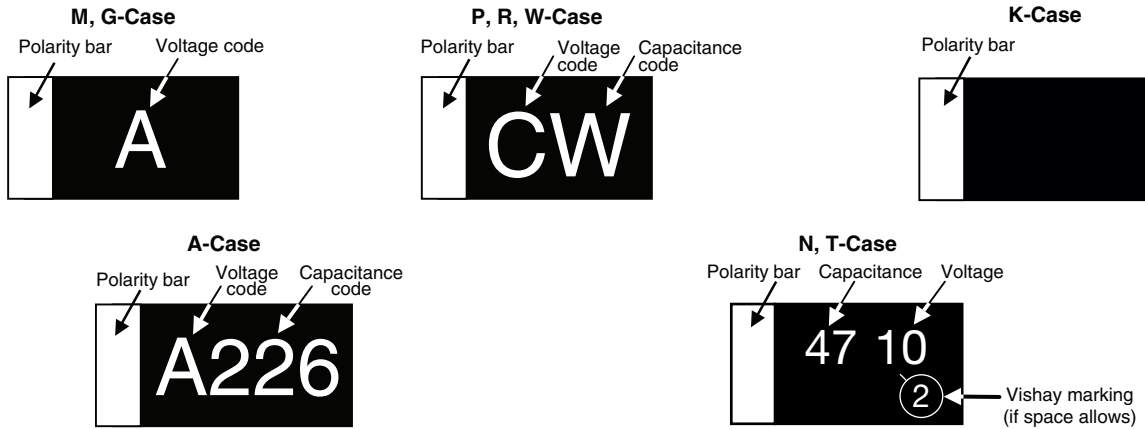 M, G-Case
Polarity bar
Voltage code
A
P, R, W-Case
Polarity bar
Voltage
code
Capacitance
code
CW
K-Case
Polarity bar
A-Case
Polarity bar
Voltage
code
Capacitance
code
A226
N, T-Case
Polarity bar
Capacitance
Voltage
47 10
2
Vishay marking
(if space allows)